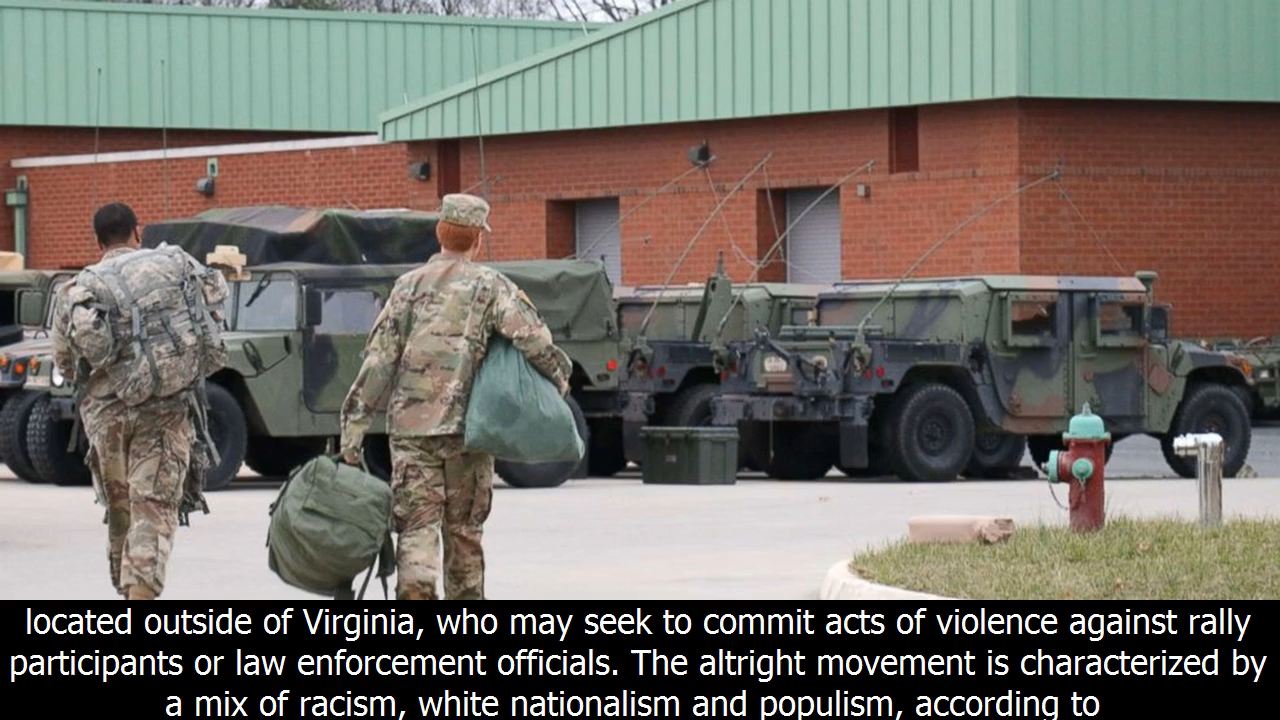 located outside of Virginia, who may seek to commit acts of violence against rally
participants or law enforcement officials. The altright movement is characterized by
a mix of racism, white nationalism and populism, according to